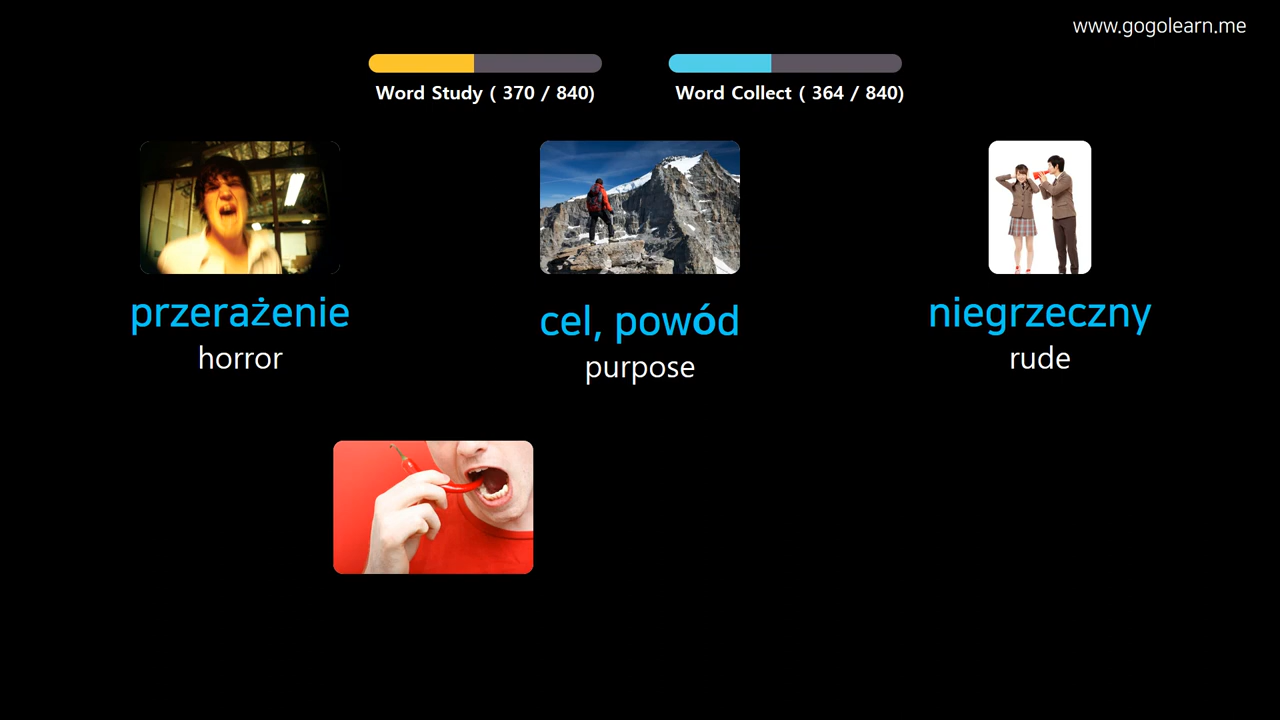 www.gogolearn.me
Word Study ( 370 / 840)
Word Collect ( 364 / 840)
przerażenie
horror
cel, powód
purpose
niegrzeczny
rude